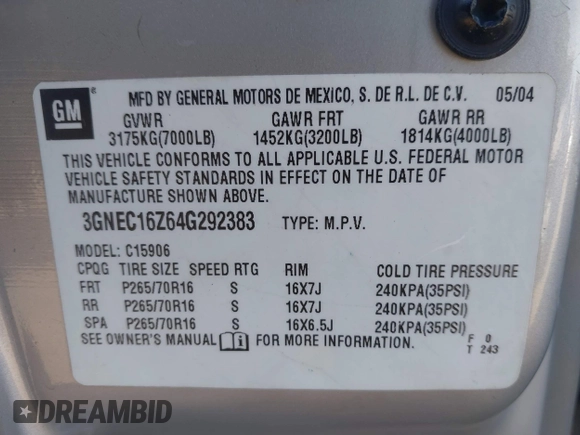 GM ®
MFD BY GENERAL MOTORS DE MEXICO, S. DE R.L. DE C.V. 05/04
GVWR GAWR FRT GAWR RR
3175KG(7000LB) 1452KG(3200LB) 1814KG(4000LB)
THIS VEHICLE CONFORMS TO ALL APPLICABLE U.S. FEDERAL MOTOR
VEHICLE SAFETY STANDARDS IN EFFECT ON THE DATE OF
MANUFACTURE SHOWN ABOVE.
3GNEC16Z64G292383 TYPE: M.P.V.
MODEL: C15906
CPQG TIRE SIZE SPEED RTG RIM COLD TIRE PRESSURE
FRT P265/70R16 S 16X7J 240KPA(35PSI)
RR P265/70R16 S 16X7J 240KPA(35PSI)
SPA P265/70R16 S 16X6.5J 240KPA(35PSI)
SEE OWNER'S MANUAL i FOR MORE INFORMATION. F 0
T 243
DREAMBID